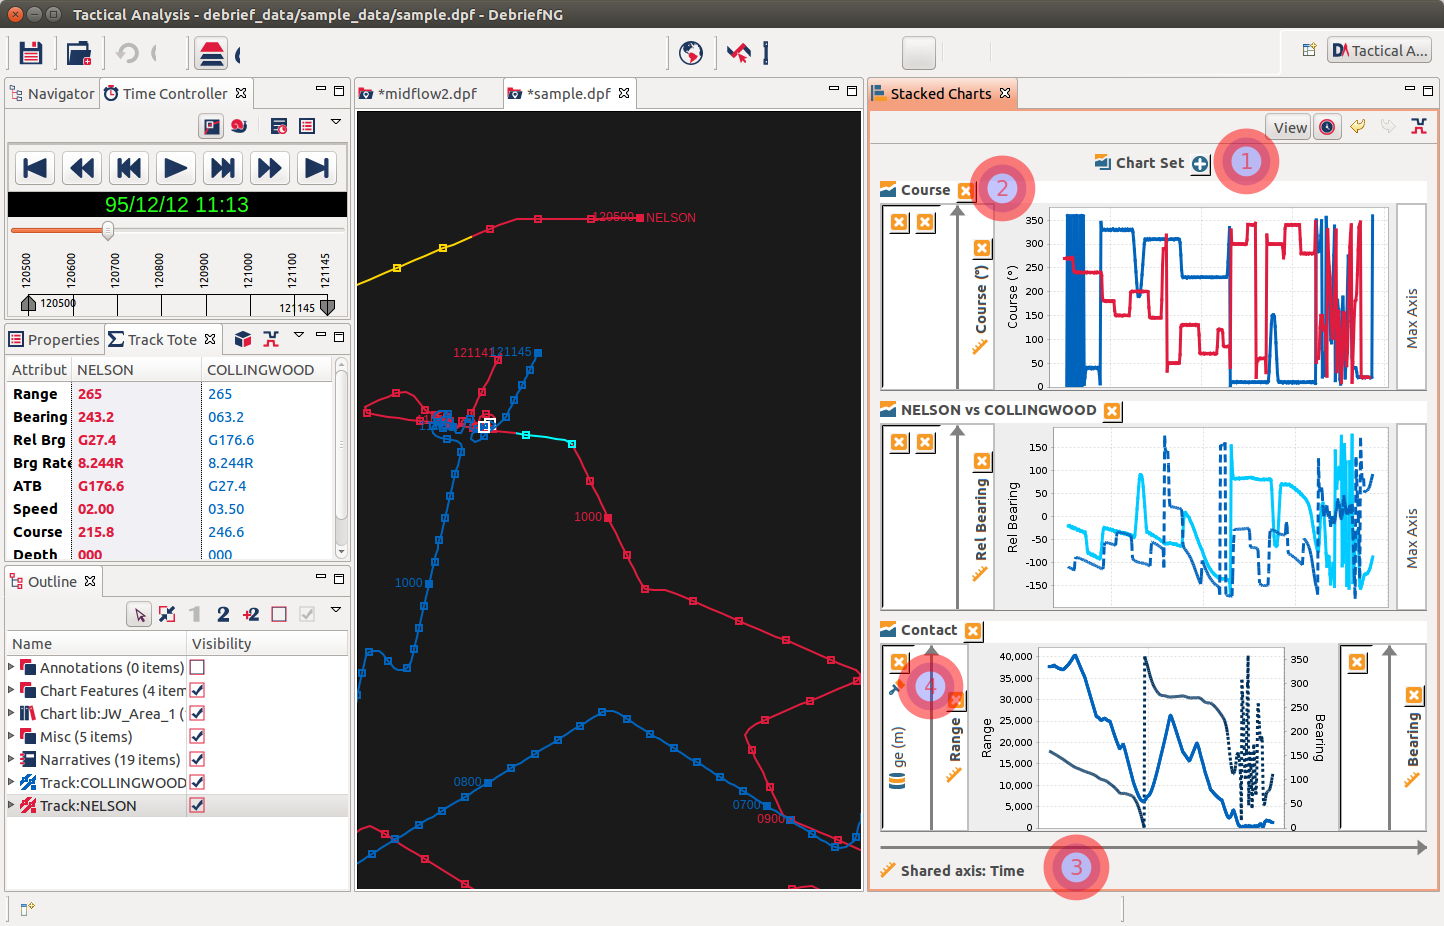 Tactical Analysis - debrief_data/sample_data/sample.dpf - DebriefNG
Tactical A...
Navigator
Time Controller
95/12/12 11:13
120500
120600
120700
120800
120900
121000
121100
121145
120500
121145
Properties
Track Tote
Attribut NELSON COLLINGWOOD
Range 265 265
Bearing 243.2 063.2
Rel Brg G27.4 G176.6
Brg Rate 8.244R 8.244R
ATB G176.6 G27.4
Speed 02.00 03.50
Course 215.8 246.6
Depth 000 000
Outline
1 2 +2
Name Visibility
Annotations (0 items)
Chart Features (4 item
Chart lib:JW_Area_1 (
Misc (5 items)
Narratives (19 items)
Track:COLLINGWOOD
Track:NELSON
*midflow2.dpf
*sample.dpf
120500 NELSON
121141
121145
1000
1000
0800
0700
0900
Stacked Charts
View
Chart Set
1
Course
2
Course (°)
Course (°)
350
300
250
200
150
100
50
0
Max Axis
NELSON vs COLLINGWOOD
Rel Bearing
Rel Bearing
150
100
50
0
-50
-100
-150
Max Axis
Contact
4
ge (m)
Range
Range
40,000
35,000
30,000
25,000
20,000
15,000
10,000
5,000
0
350
300
250
200
150
100
50
0
Bearing
Bearing
Shared axis: Time
3